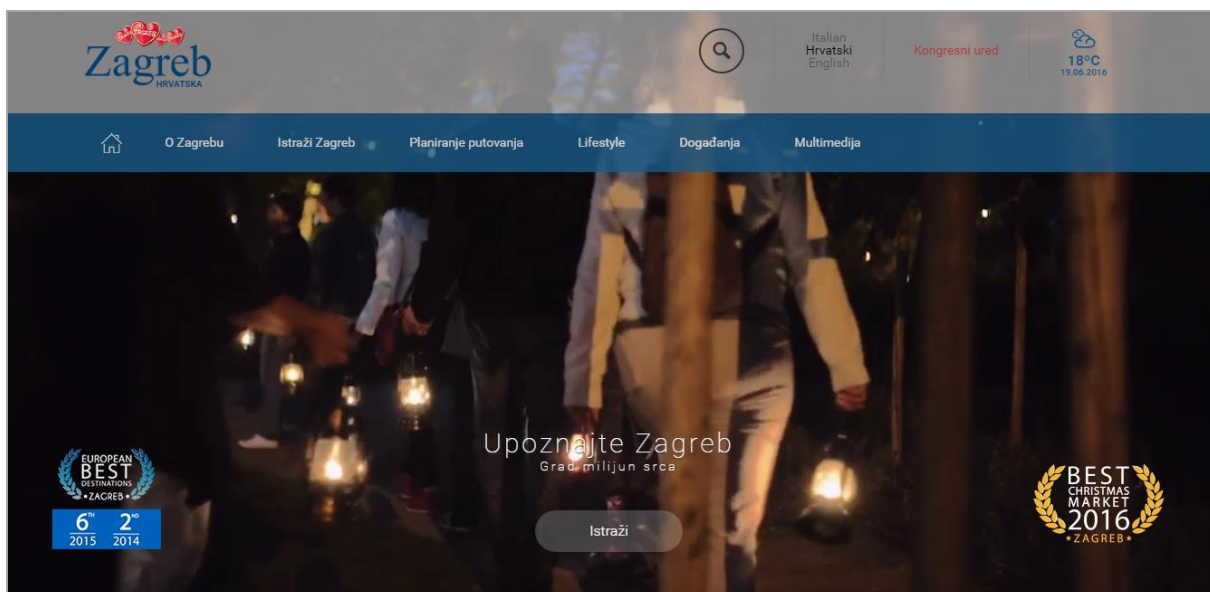 Zagreb
HRVATSKA
Italian
Hrvatski
English
Kongresni ured
18°C
19.06.2016
O Zagrebu
Istraži Zagreb
Planiranje putovanja
Lifestyle
Događanja
Multimedija
Upoznajte Zagreb
Grad milijun srca
Istraži
EUROPEAN
BEST
DESTINATIONS
•ZAGREB•
6TH 2ND
2015 2014
BEST
CHRISTMAS
MARKET
2016
★ZAGREB★